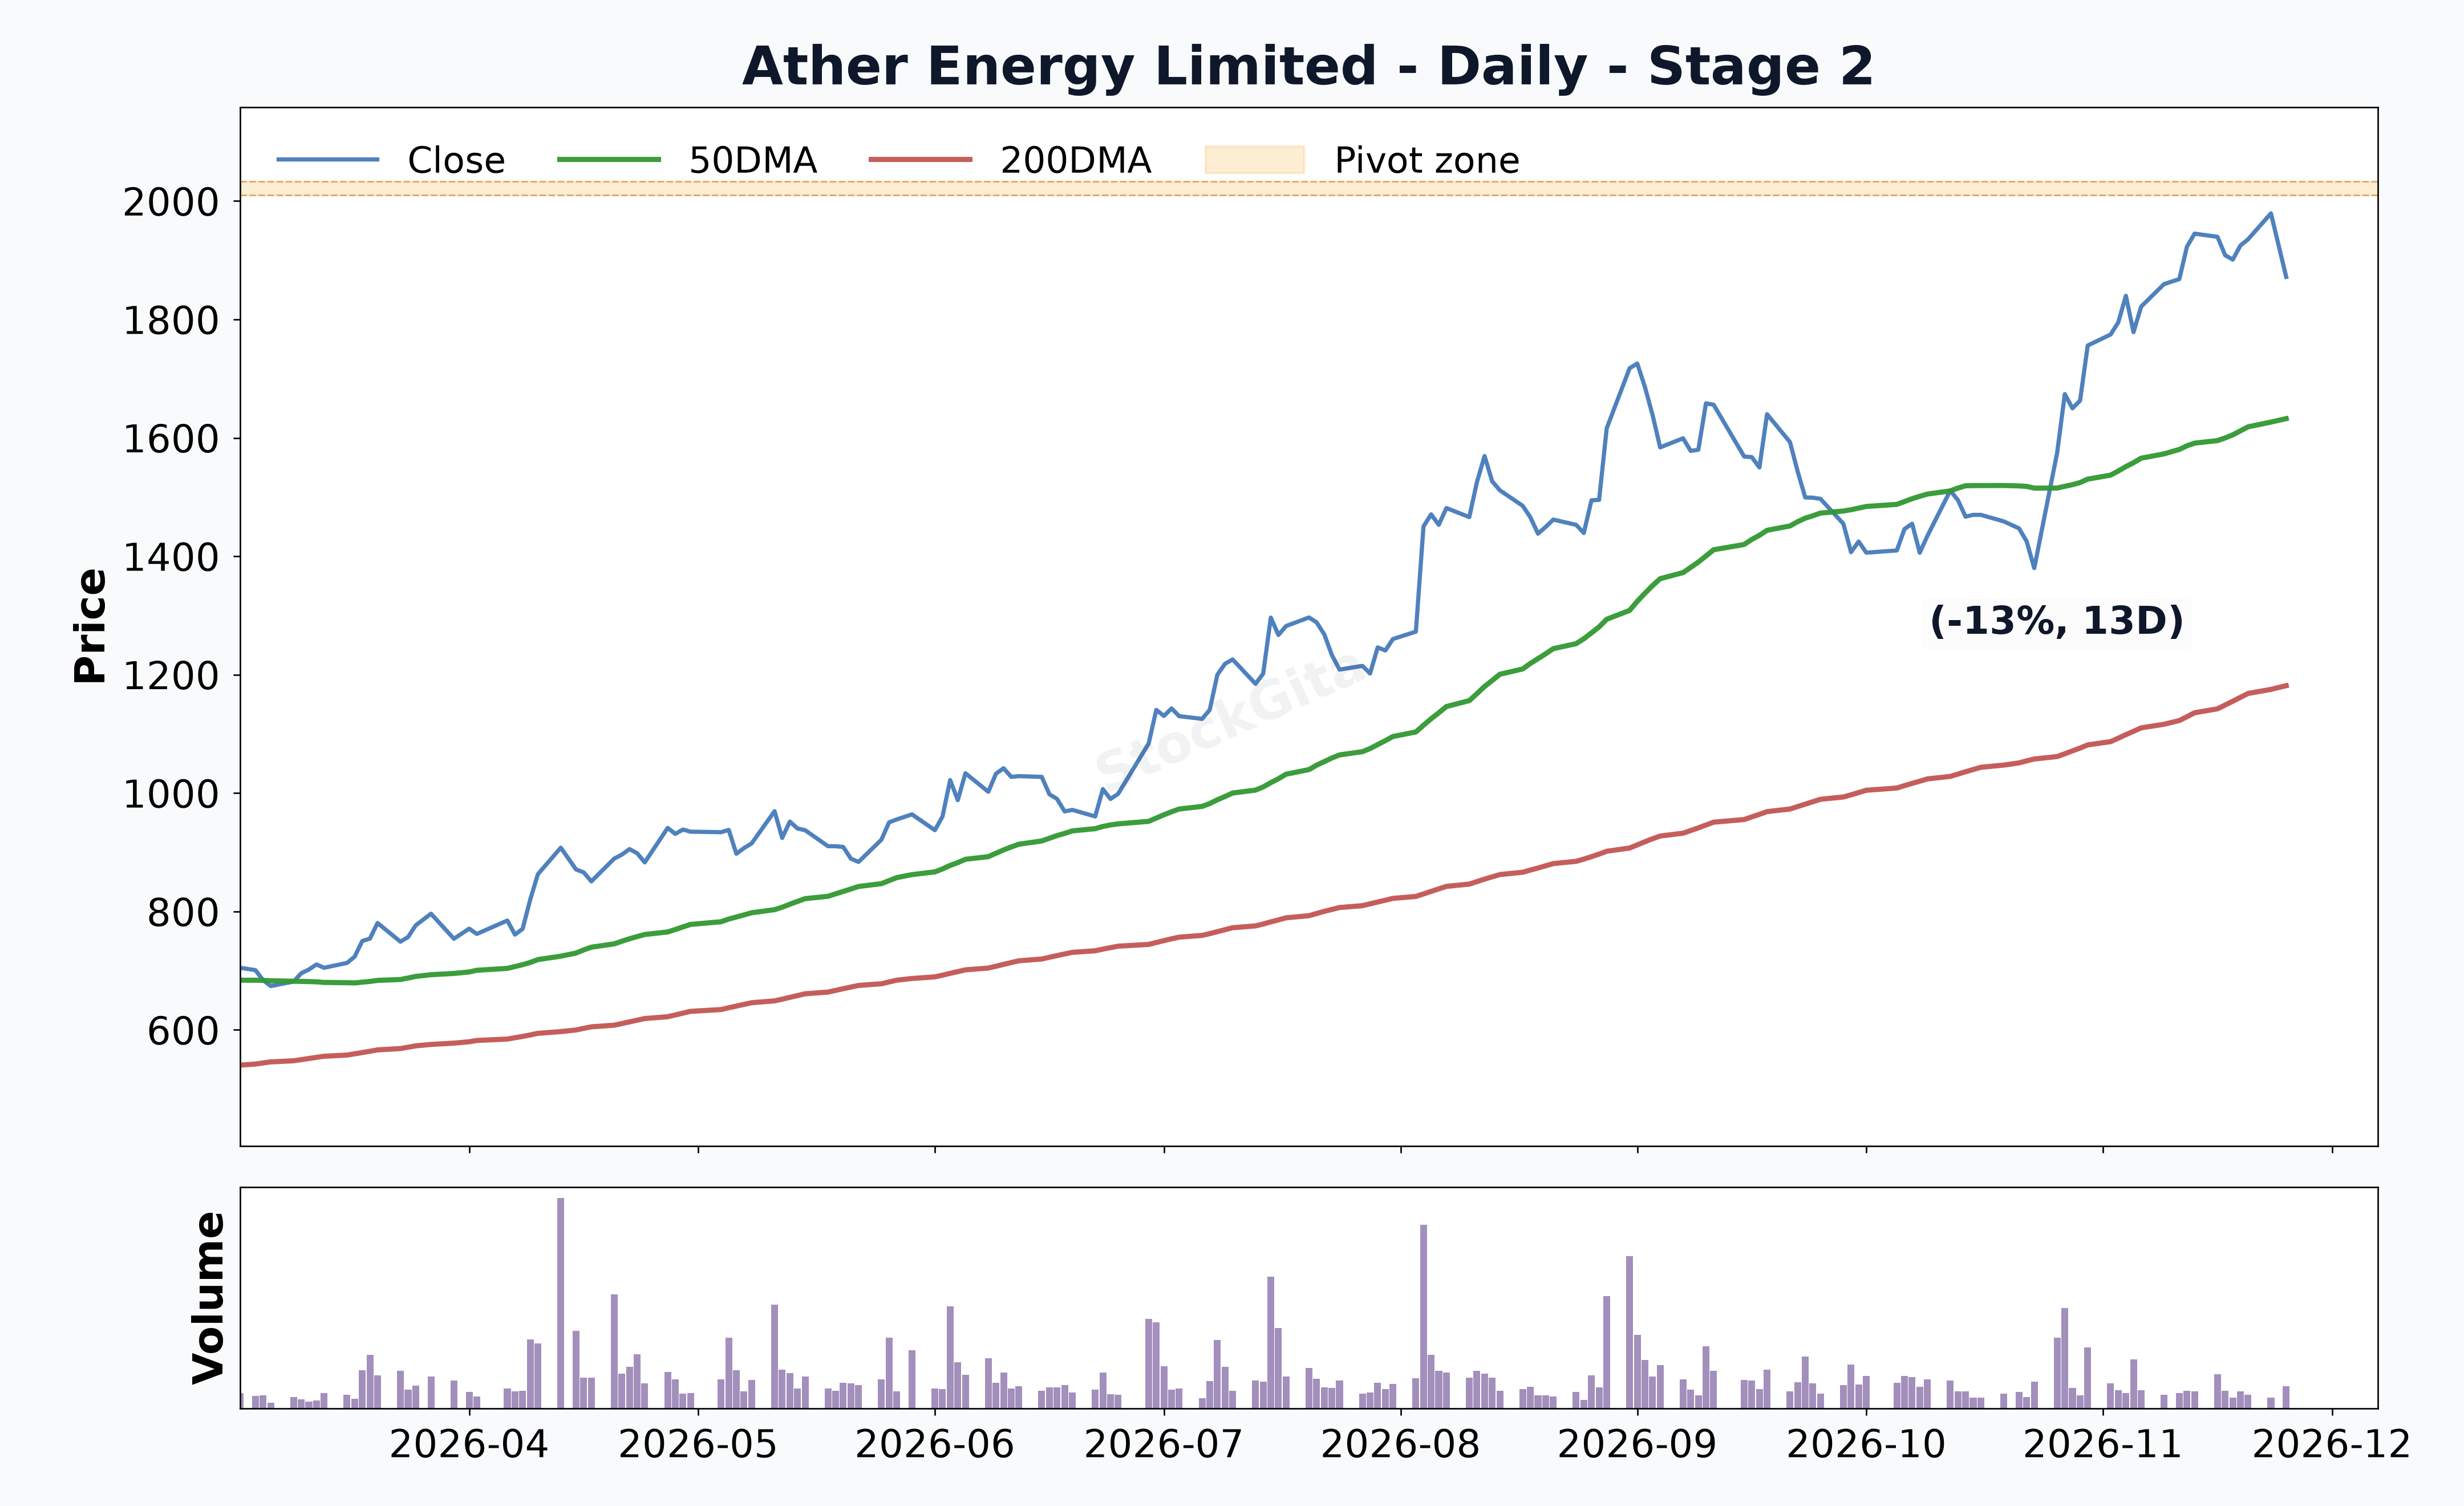 Ather Energy Limited - Daily - Stage 2
Close 50DMA 200DMA Pivot zone
Price
2000
1800
1600
1400
1200
1000
800
600
(-13%, 13D)
StockGita
Volume
2026-04 2026-05 2026-06 2026-07 2026-08 2026-09 2026-10 2026-11 2026-12